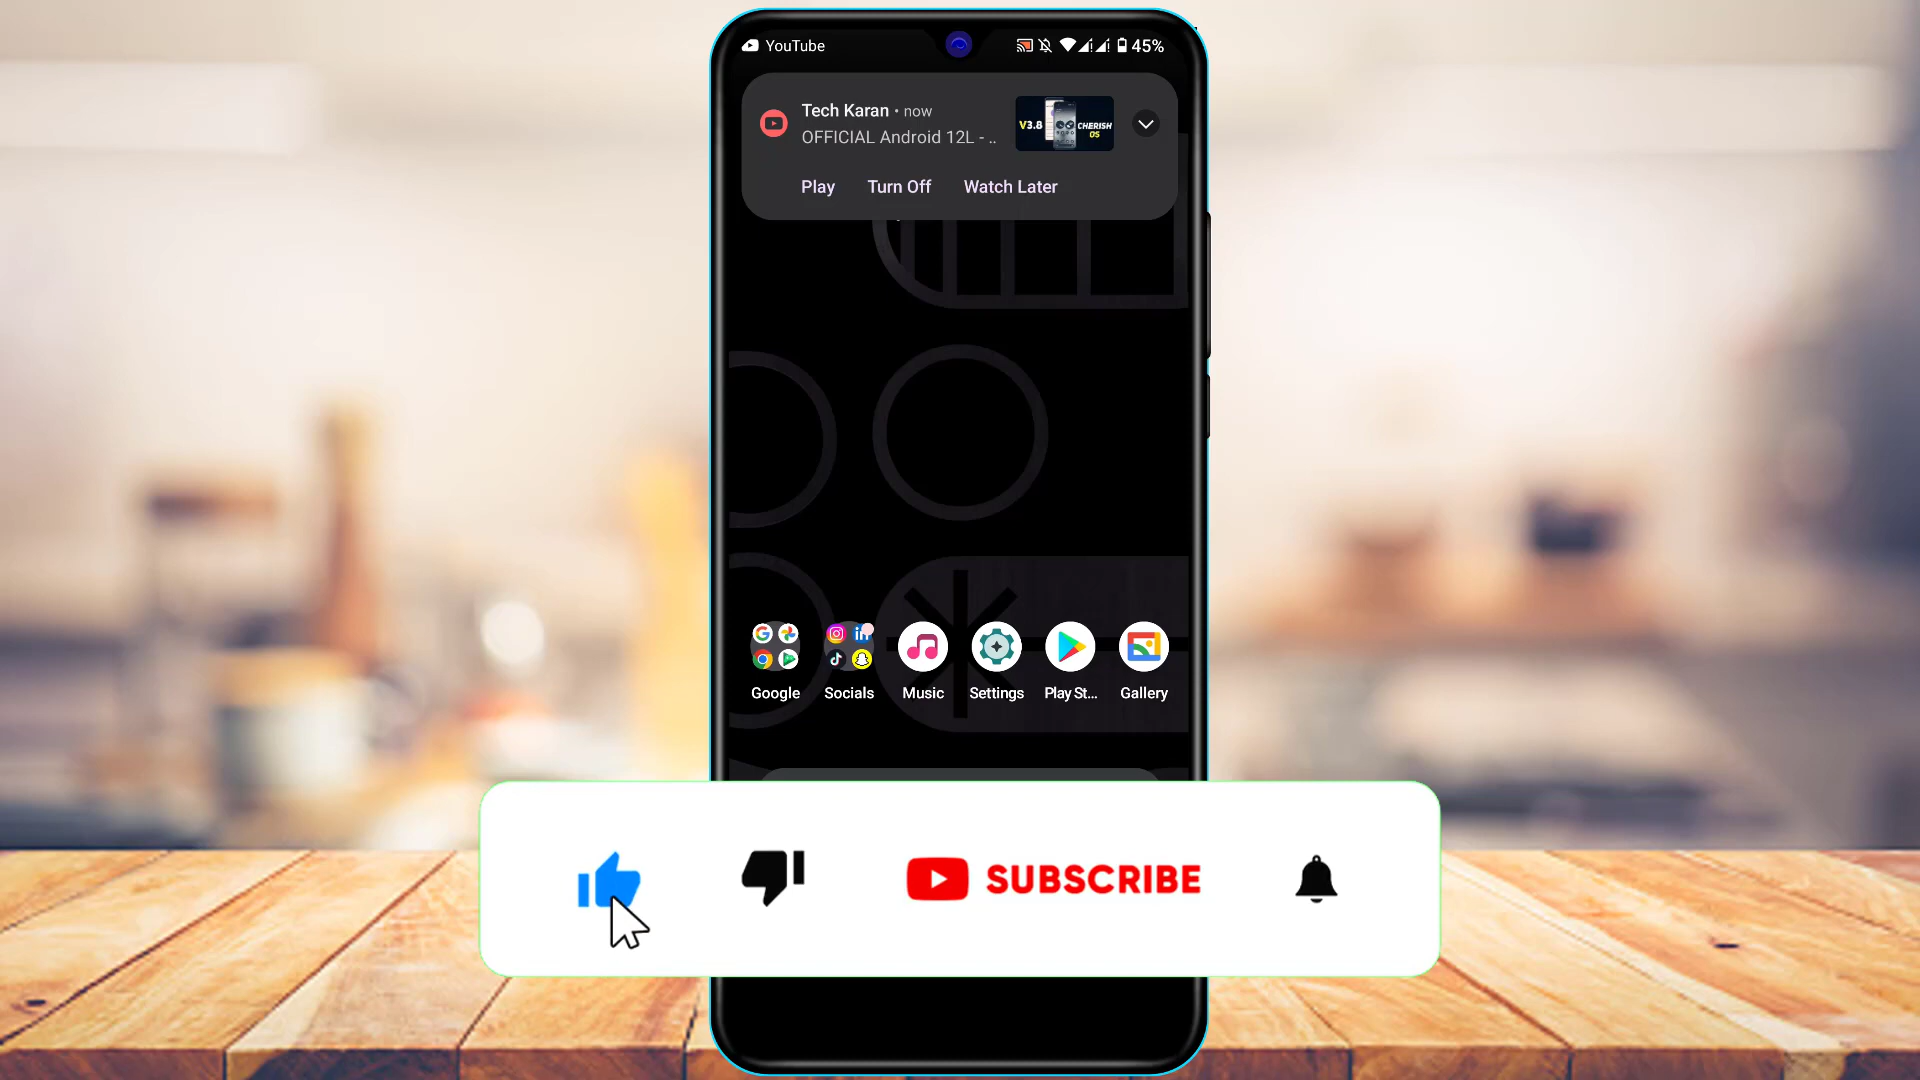 YouTube
45%
Tech Karan • now
OFFICIAL Android 12L - ..
V3.8
CHERISH
OS
Play Turn Off Watch Later
Google Socials Music Settings Play St... Gallery
SUBSCRIBE